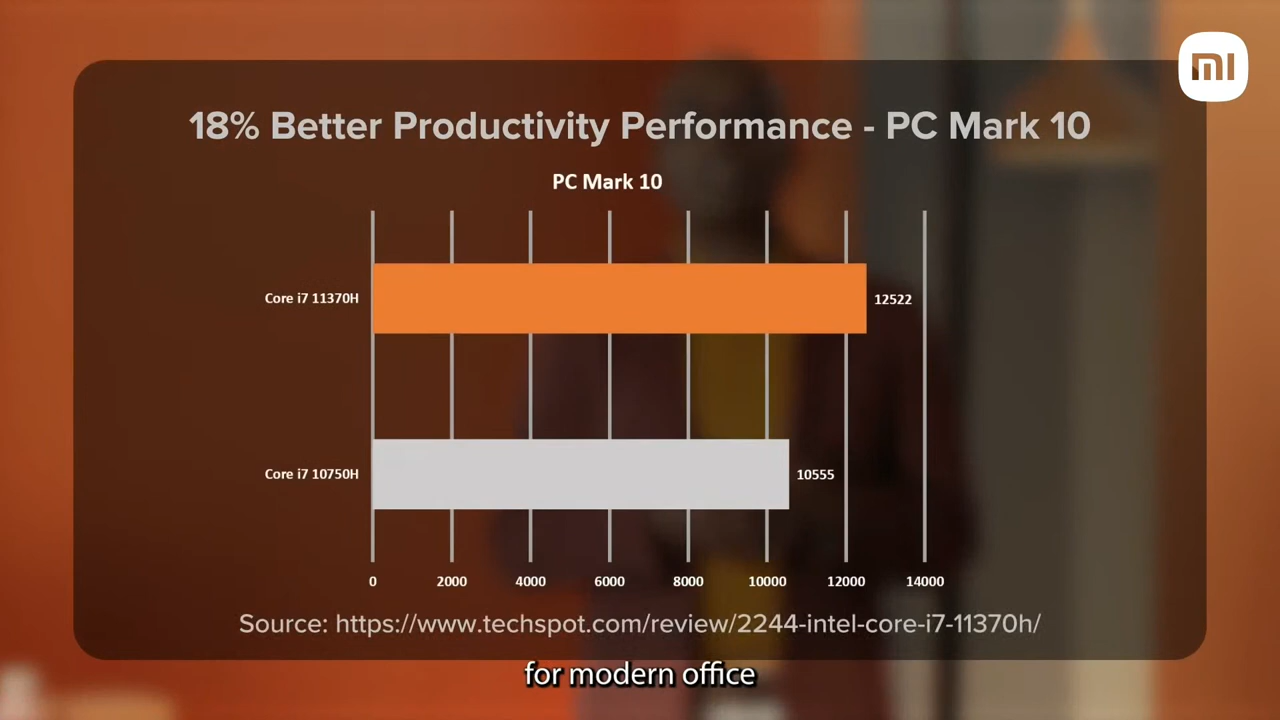 mi
18% Better Productivity Performance - PC Mark 10
PC Mark 10
Core i7 11370H
12522
Core i7 10750H
10555
0 2000 4000 6000 8000 10000 12000 14000
Source: https://www.techspot.com/review/2244-intel-core-i7-11370h/
for modern office